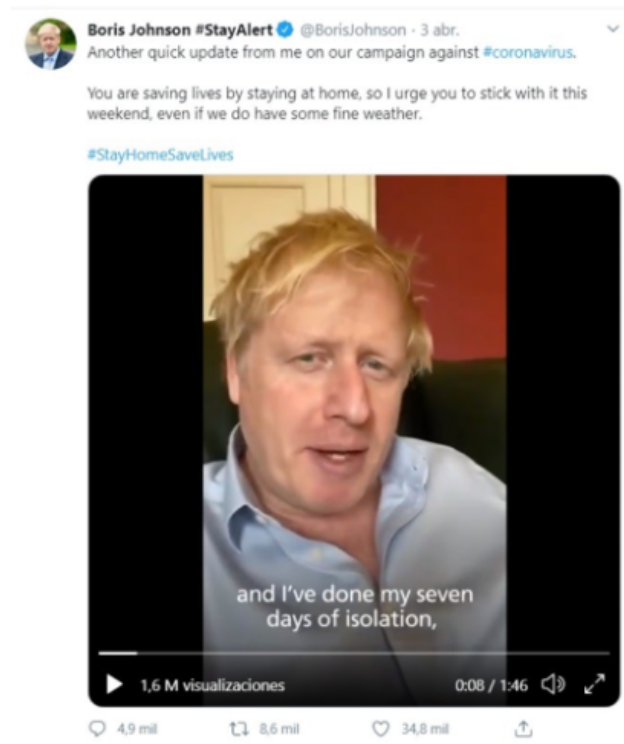 Boris Johnson #StayAlert @BorisJohnson · 3 abr.
Another quick update from me on our campaign against #coronavirus.
You are saving lives by staying at home, so I urge you to stick with it this
weekend, even if we do have some fine weather.
#StayHomeSaveLives
and I've done my seven
days of isolation,
1,6 M visualizaciones 0:08 / 1:46
4,9 mil 8,6 mil 34,8 mil